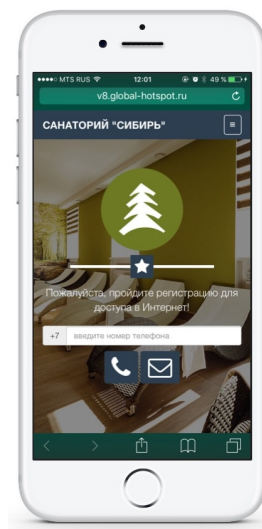 MTS RUS 12:01 49 %
v8.global-hotspot.ru
САНАТОРИЙ "СИБИРЬ"
Пожалуйста, пройдите регистрацию для
доступа в Интернет!
+7 введите номер телефона